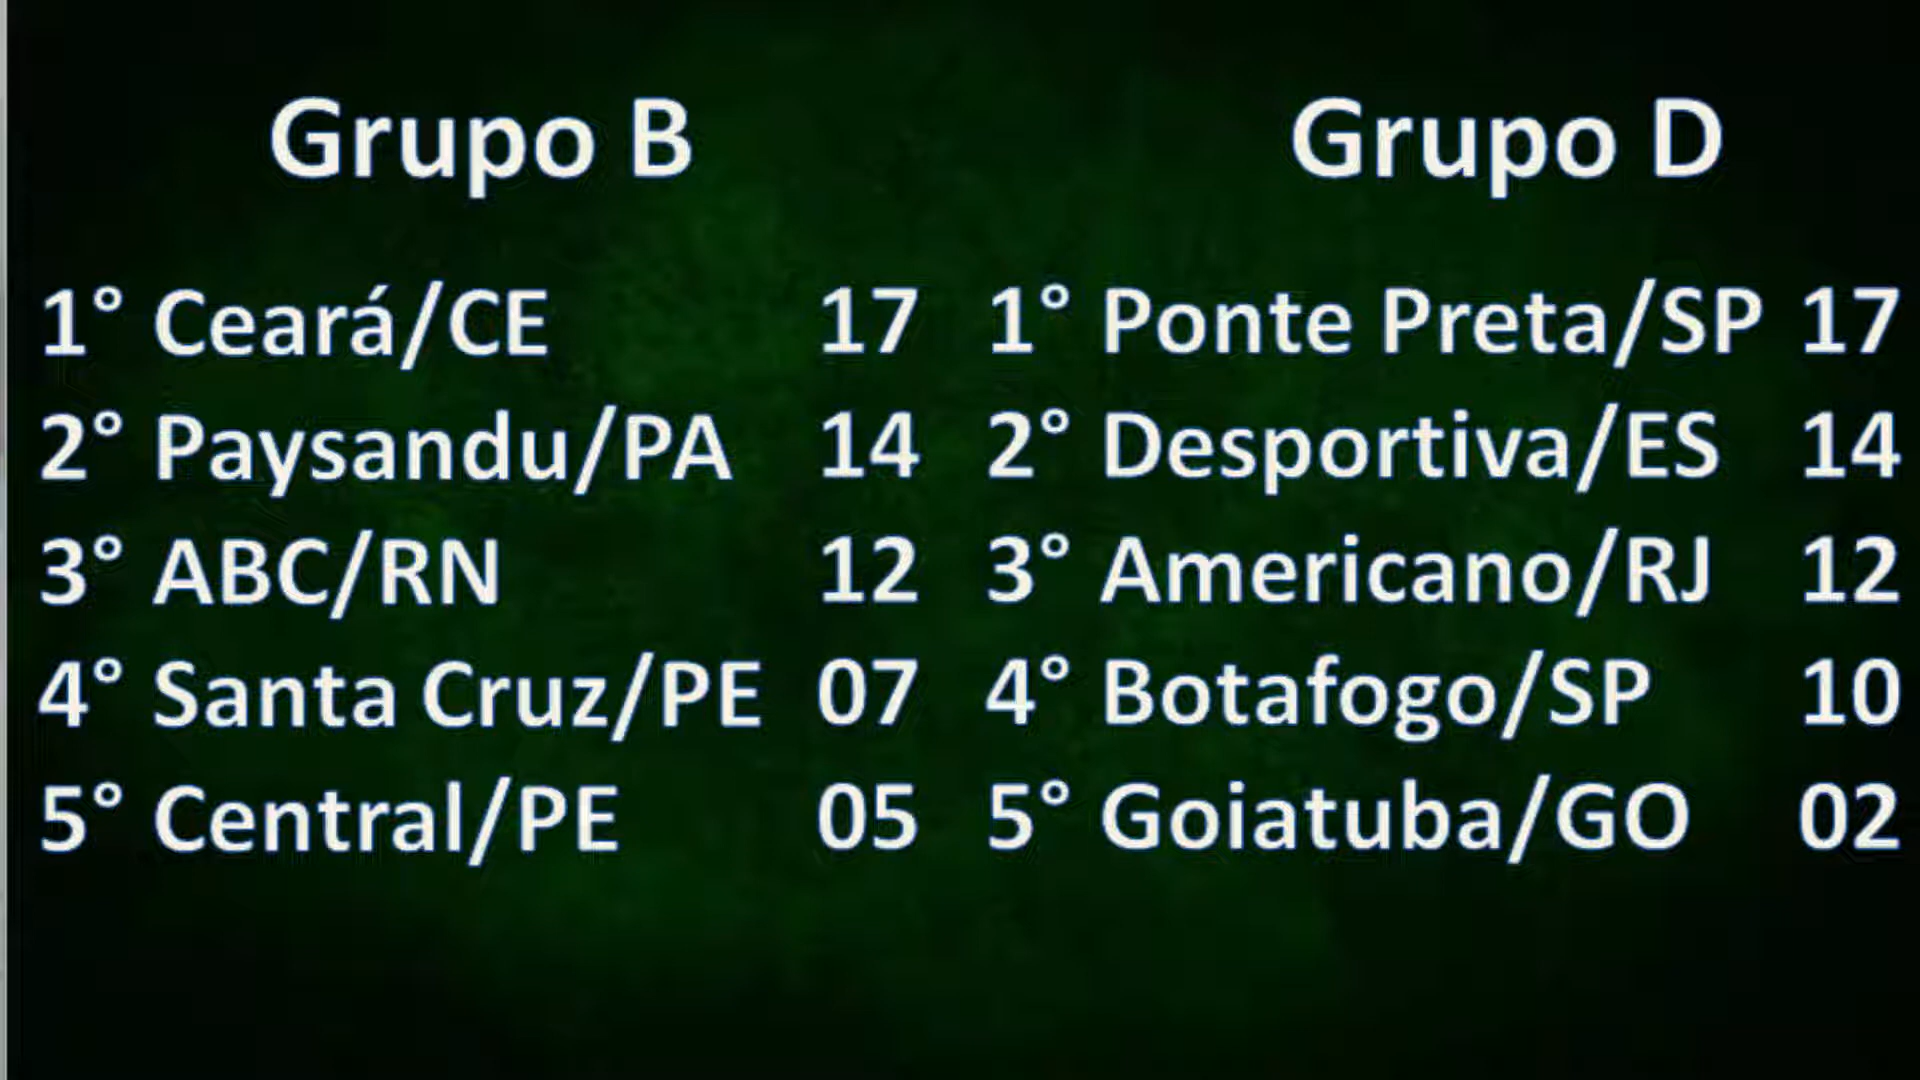 Grupo B
1° Ceará/CE 17
2° Paysandu/PA 14
3° ABC/RN 12
4° Santa Cruz/PE 07
5° Central/PE 05
Grupo D
1° Ponte Preta/SP 17
2° Desportiva/ES 14
3° Americano/RJ 12
4° Botafogo/SP 10
5° Goiatuba/GO 02